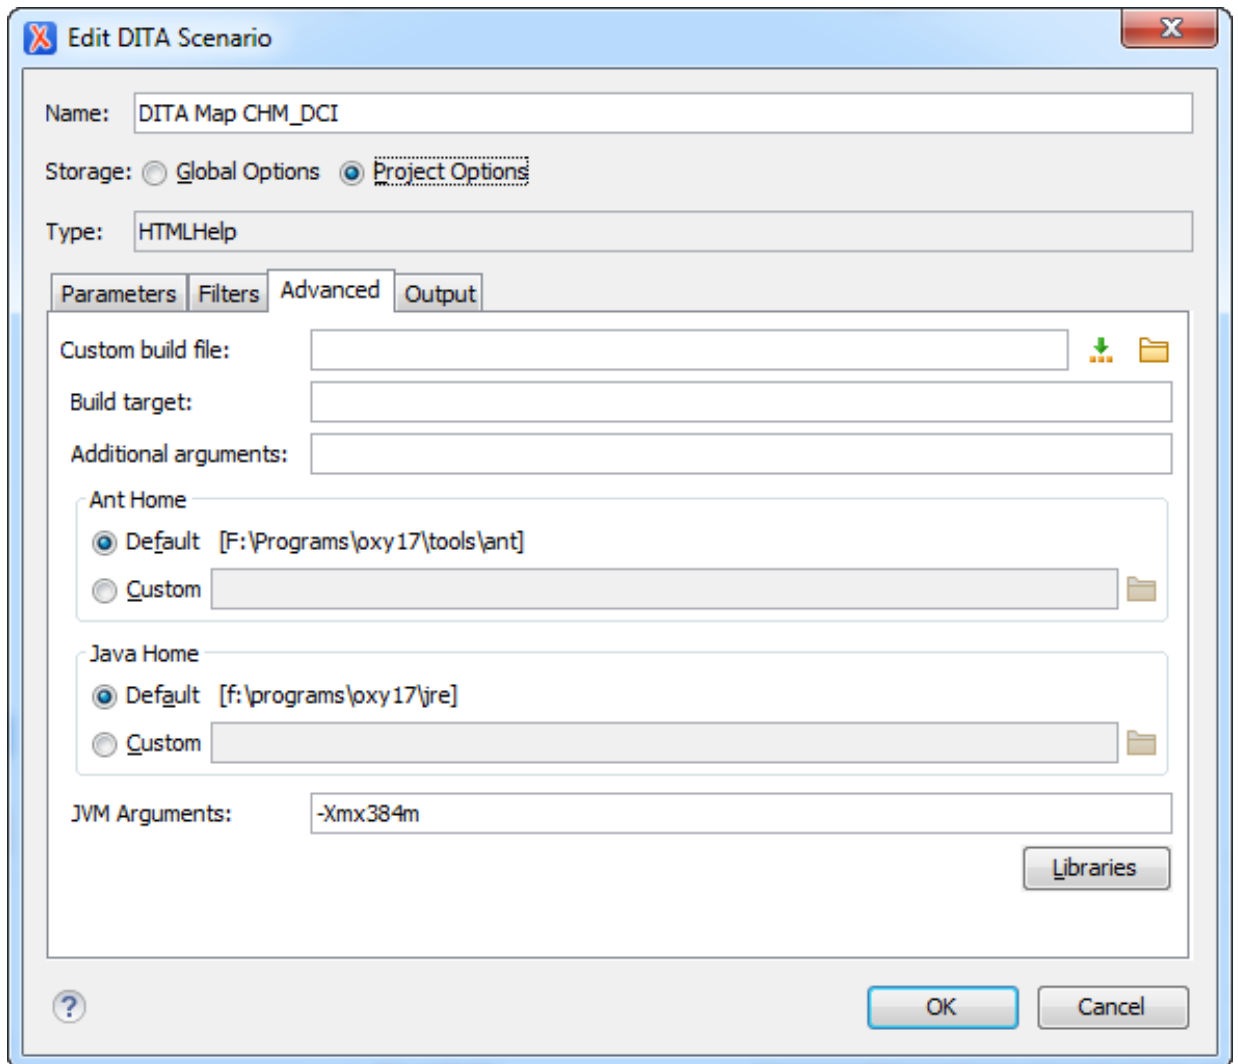 Edit DITA Scenario
Name: DITA Map CHM_DCI
Storage: Global Options Project Options
Type: HTMLHelp
Parameters Filters Advanced Output
Custom build file:
Build target:
Additional arguments:
Ant Home
Default [F:\Programs\oxy17\tools\ant]
Custom
Java Home
Default [f:\programs\oxy17\jre]
Custom
JVM Arguments: -Xmx384m
Libraries
? OK Cancel